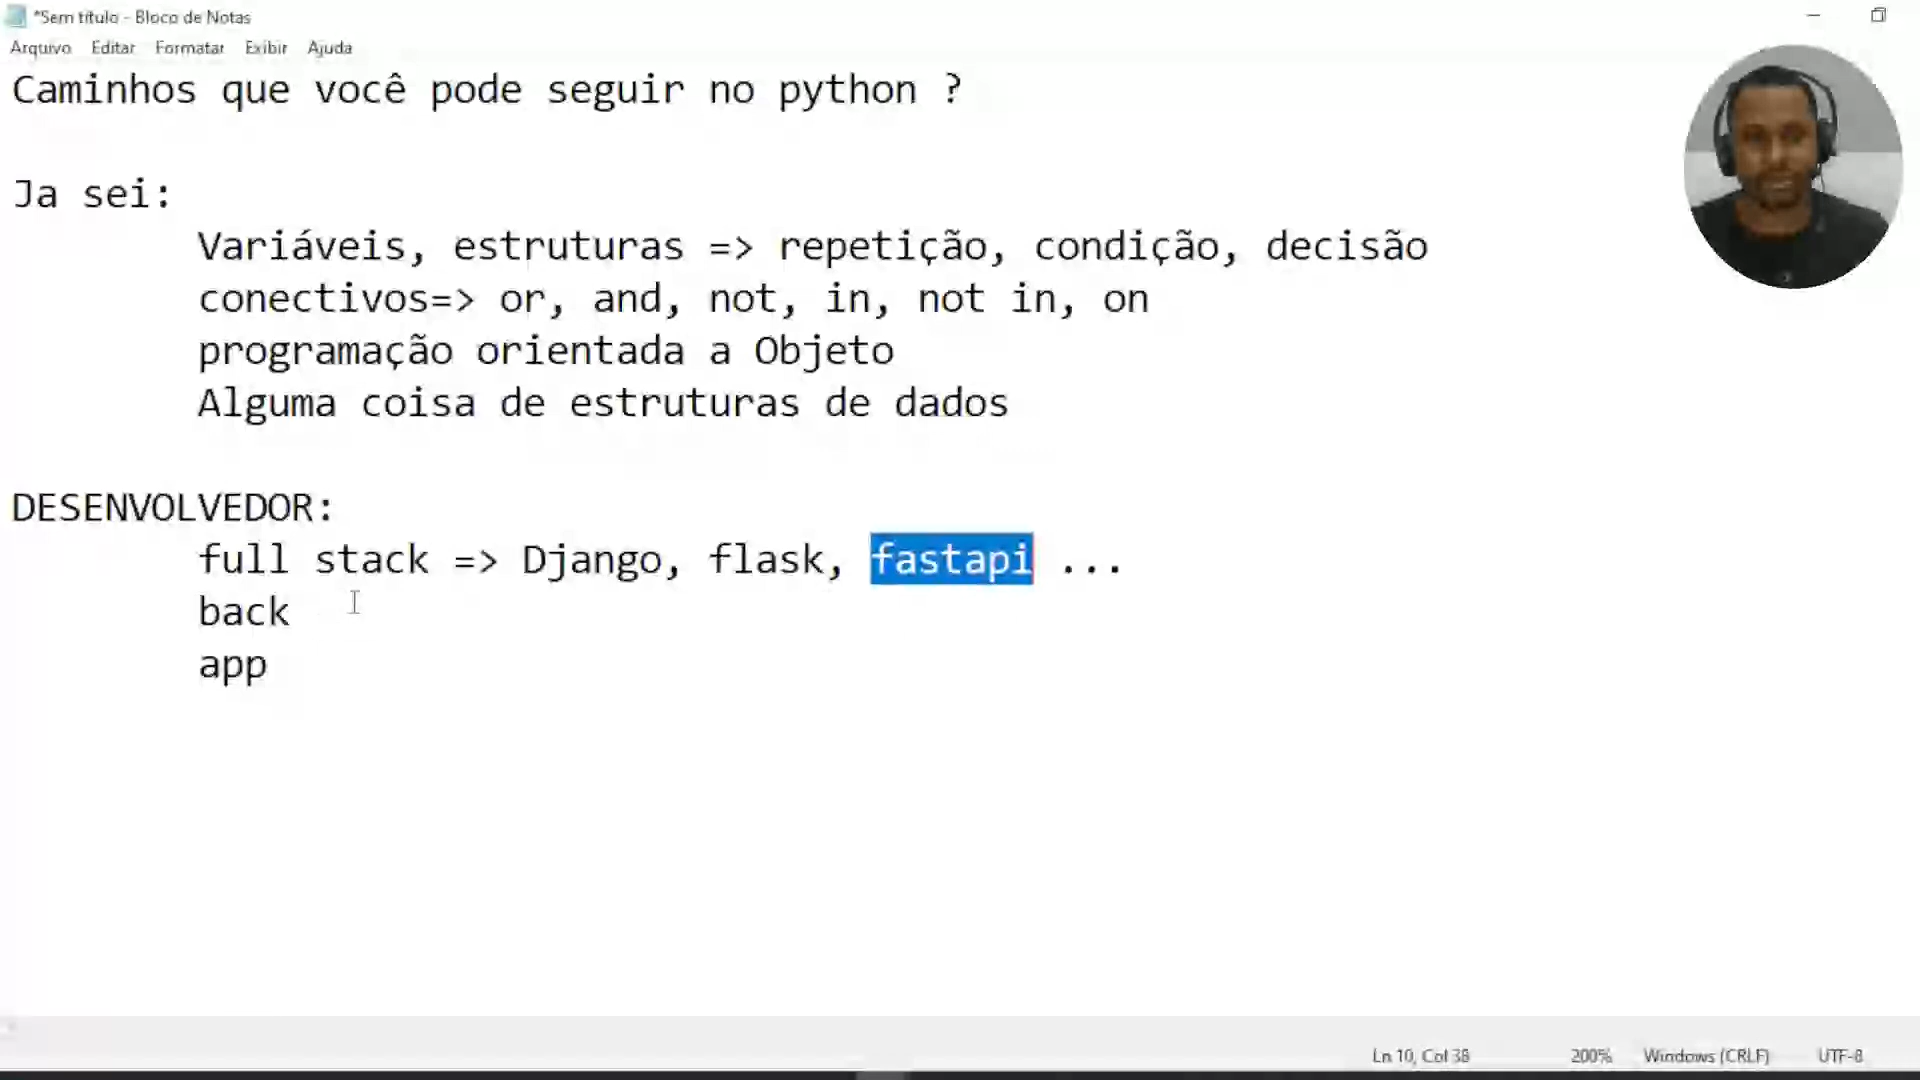 *Sem título - Bloco de Notas
Arquivo Editar Formatar Exibir Ajuda
Caminhos que você pode seguir no python ?
Ja sei:
Variáveis, estruturas => repetição, condição, decisão
conectivos=> or, and, not, in, not in, on
programação orientada a Objeto
Alguma coisa de estruturas de dados
DESENVOLVEDOR:
full stack => Django, flask, fastapi ...
back
app
Ln 10, Col 38 200% Windows (CRLF) UTF-8